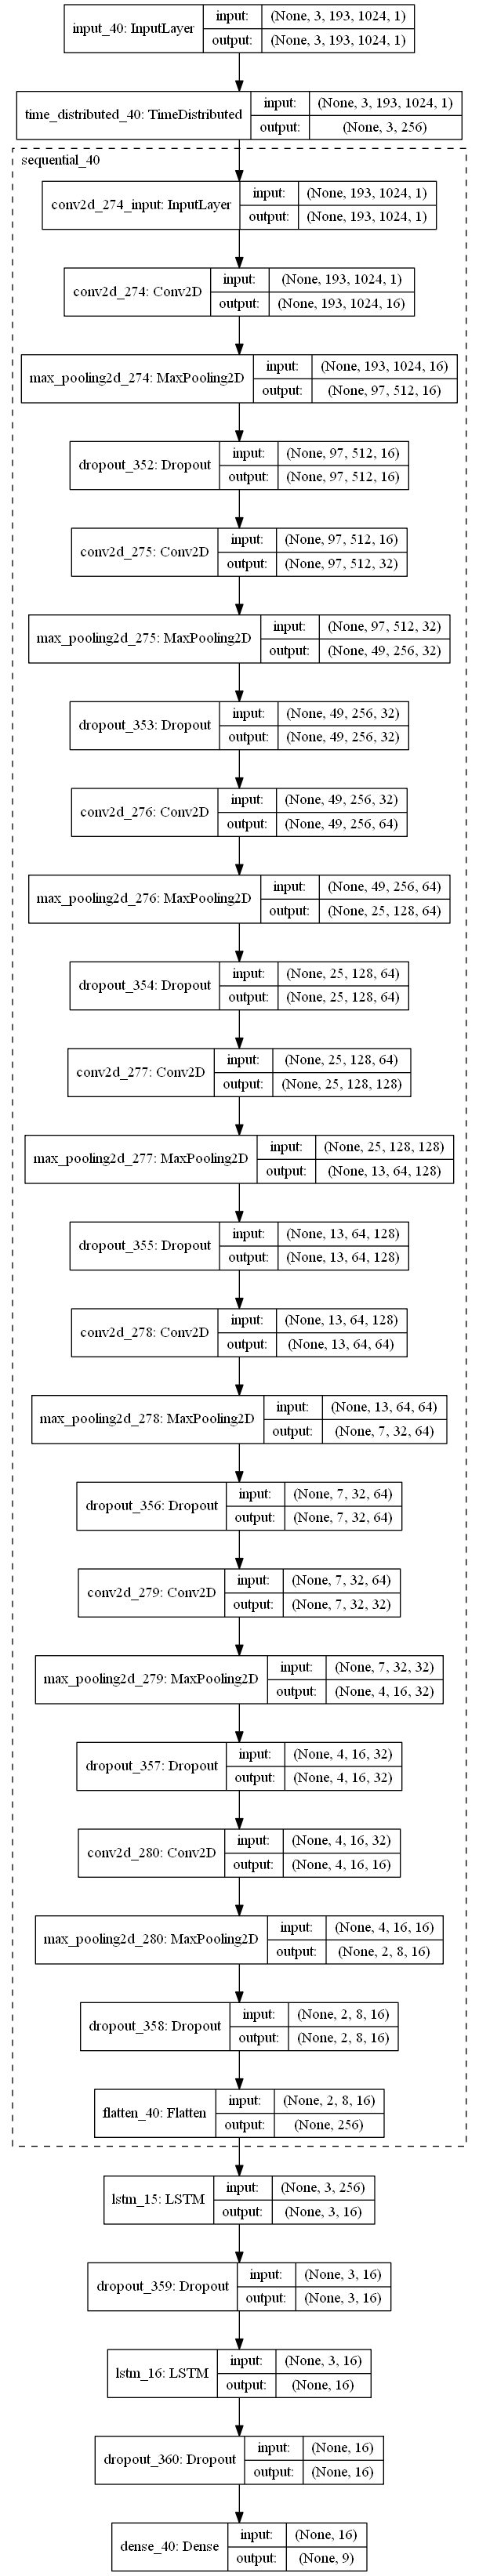 input_40: InputLayer
input: (None, 3, 193, 1024, 1)
output: (None, 3, 193, 1024, 1)
time_distributed_40: TimeDistributed
input: (None, 3, 193, 1024, 1)
output: (None, 3, 256)
sequential_40
conv2d_274_input: InputLayer
input: (None, 193, 1024, 1)
output: (None, 193, 1024, 1)
conv2d_274: Conv2D
input: (None, 193, 1024, 1)
output: (None, 193, 1024, 16)
max_pooling2d_274: MaxPooling2D
input: (None, 193, 1024, 16)
output: (None, 97, 512, 16)
dropout_352: Dropout
input: (None, 97, 512, 16)
output: (None, 97, 512, 16)
conv2d_275: Conv2D
input: (None, 97, 512, 16)
output: (None, 97, 512, 32)
max_pooling2d_275: MaxPooling2D
input: (None, 97, 512, 32)
output: (None, 49, 256, 32)
dropout_353: Dropout
input: (None, 49, 256, 32)
output: (None, 49, 256, 32)
conv2d_276: Conv2D
input: (None, 49, 256, 32)
output: (None, 49, 256, 64)
max_pooling2d_276: MaxPooling2D
input: (None, 49, 256, 64)
output: (None, 25, 128, 64)
dropout_354: Dropout
input: (None, 25, 128, 64)
output: (None, 25, 128, 64)
conv2d_277: Conv2D
input: (None, 25, 128, 64)
output: (None, 25, 128, 128)
max_pooling2d_277: MaxPooling2D
input: (None, 25, 128, 128)
output: (None, 13, 64, 128)
dropout_355: Dropout
input: (None, 13, 64, 128)
output: (None, 13, 64, 128)
conv2d_278: Conv2D
input: (None, 13, 64, 128)
output: (None, 13, 64, 64)
max_pooling2d_278: MaxPooling2D
input: (None, 13, 64, 64)
output: (None, 7, 32, 64)
dropout_356: Dropout
input: (None, 7, 32, 64)
output: (None, 7, 32, 64)
conv2d_279: Conv2D
input: (None, 7, 32, 64)
output: (None, 7, 32, 32)
max_pooling2d_279: MaxPooling2D
input: (None, 7, 32, 32)
output: (None, 4, 16, 32)
dropout_357: Dropout
input: (None, 4, 16, 32)
output: (None, 4, 16, 32)
conv2d_280: Conv2D
input: (None, 4, 16, 32)
output: (None, 4, 16, 16)
max_pooling2d_280: MaxPooling2D
input: (None, 4, 16, 16)
output: (None, 2, 8, 16)
dropout_358: Dropout
input: (None, 2, 8, 16)
output: (None, 2, 8, 16)
flatten_40: Flatten
input: (None, 2, 8, 16)
output: (None, 256)
lstm_15: LSTM
input: (None, 3, 256)
output: (None, 3, 16)
dropout_359: Dropout
input: (None, 3, 16)
output: (None, 3, 16)
lstm_16: LSTM
input: (None, 3, 16)
output: (None, 16)
dropout_360: Dropout
input: (None, 16)
output: (None, 16)
dense_40: Dense
input: (None, 16)
output: (None, 9)